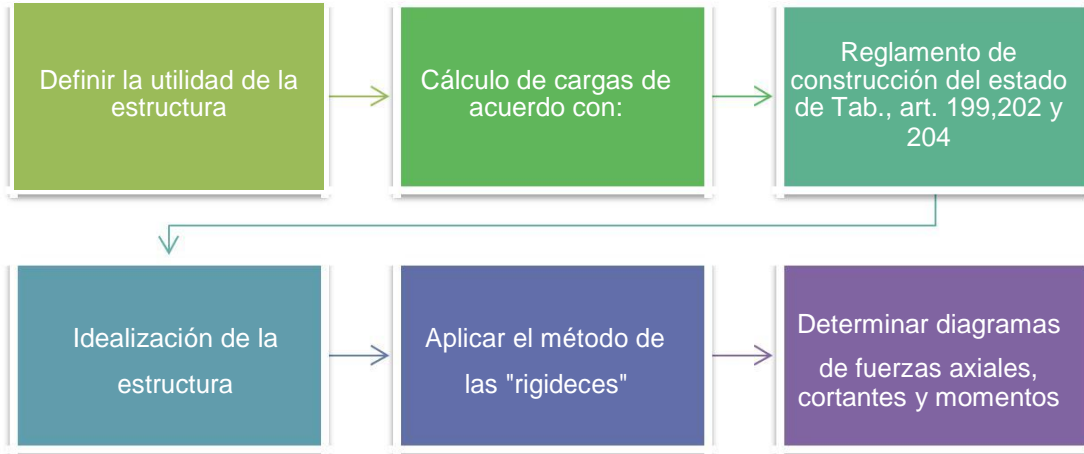 Definir la utilidad de la
estructura
Cálculo de cargas de
acuerdo con:
Reglamento de
construcción del estado
de Tab., art. 199,202 y
204
Idealización de la
estructura
Aplicar el método de
las "rigideces"
Determinar diagramas
de fuerzas axiales,
cortantes y momentos